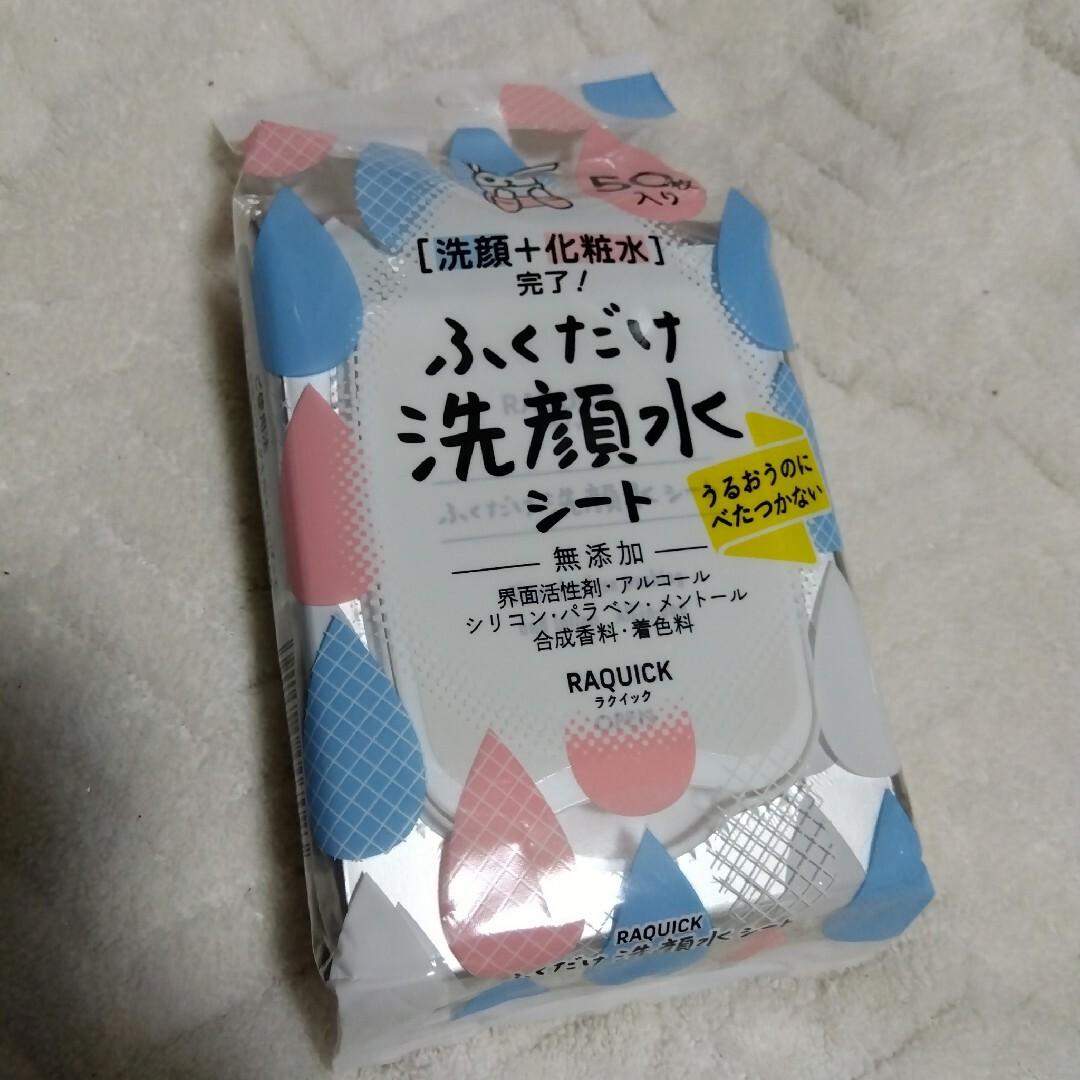 50枚
入り
[洗顔+化粧水]
完了!
ふくだけ
洗顔水
シート
うるおうのに
べたつかない
無添加
界面活性剤・アルコール
シリコン・パラベン・メントール
合成香料・着色料
RAQUICK
ラクイック
OPEN
RAQUICK
ふくだけ洗顔水シート